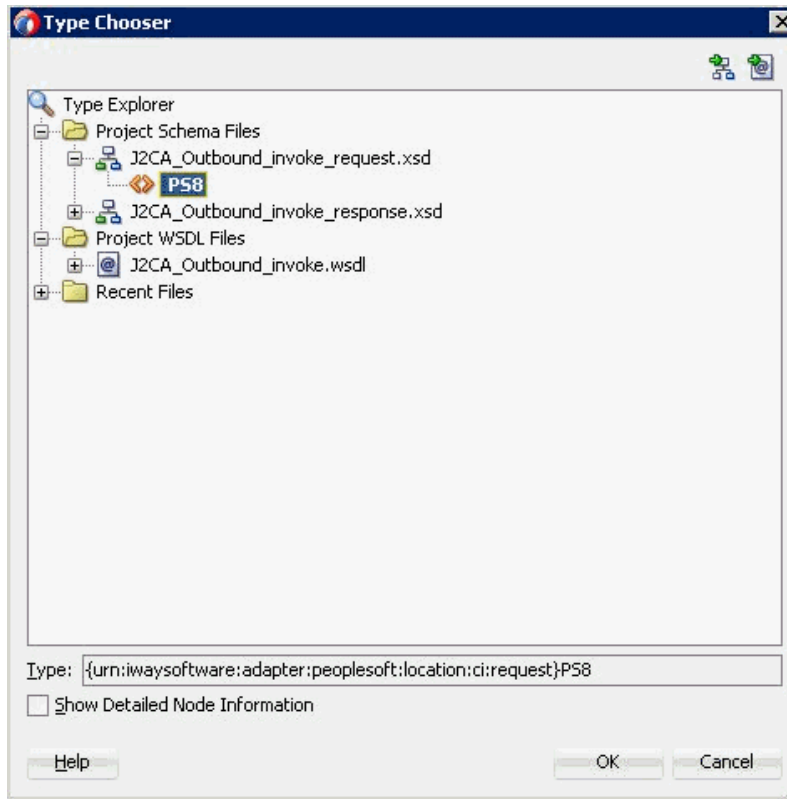 Type Chooser
Type Explorer
Project Schema Files
J2CA_Outbound_invoke_request.xsd
PS8
J2CA_Outbound_invoke_response.xsd
Project WSDL Files
J2CA_Outbound_invoke.wsdl
Recent Files
Type: {urn:iwaysoftware:adapter:peoplesoft:location:ci:request}PS8
Show Detailed Node Information
Help OK Cancel